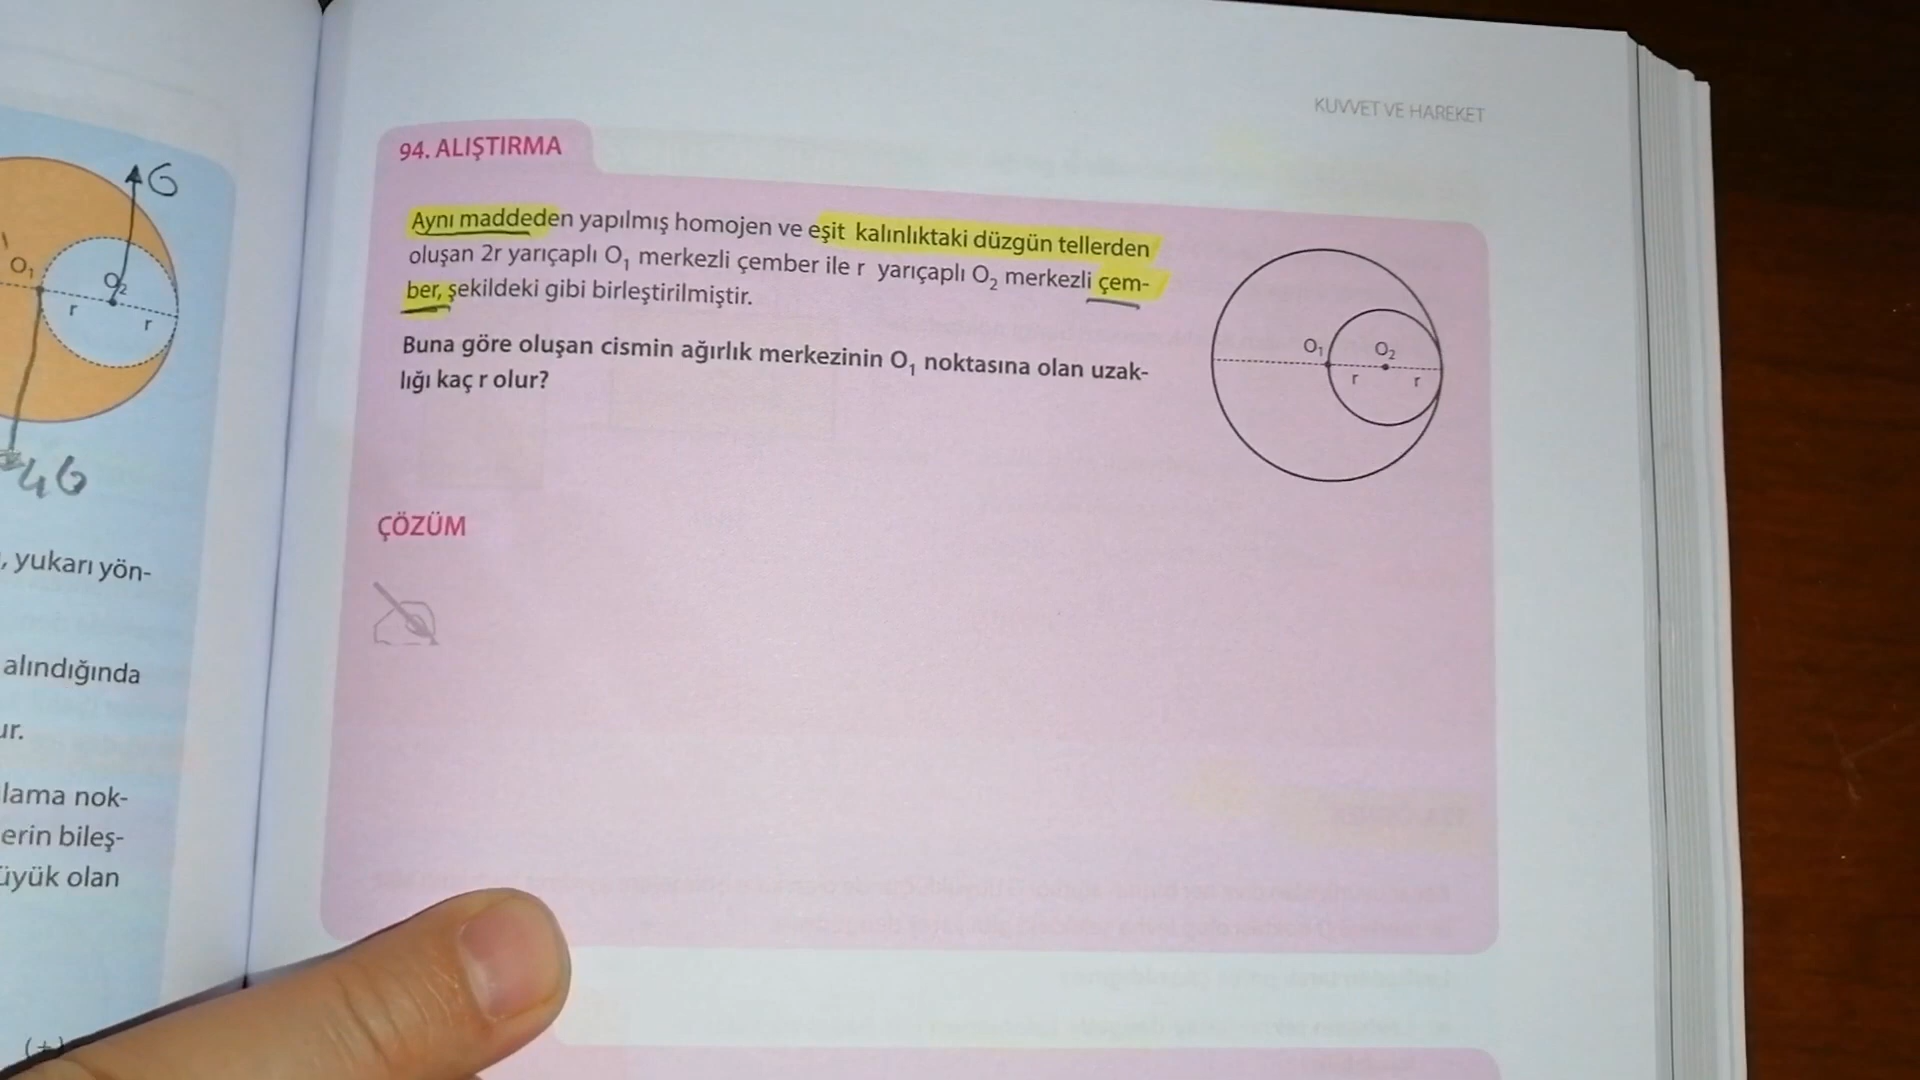 G
O₁
O₂
r
r
4G
, yukarı yön-
alındığında
ur.
lama nok-
erin bileş-
üyük olan
(+)
KUVVET VE HAREKET
94. ALIŞTIRMA
Aynı maddeden yapılmış homojen ve eşit kalınlıktaki düzgün tellerden
oluşan 2r yarıçaplı O₁ merkezli çember ile r yarıçaplı O₂ merkezli çem-
ber, şekildeki gibi birleştirilmiştir.
Buna göre oluşan cismin ağırlık merkezinin O₁ noktasına olan uzak-
lığı kaç r olur?
O₁
O₂
r
r
ÇÖZÜM